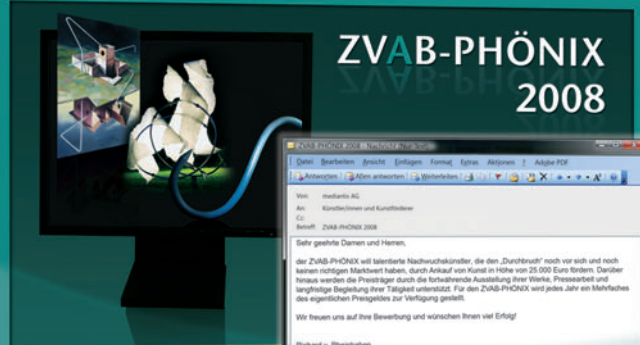 ZVAB-PHÖNIX
2008
ZVAB-PHÖNIX 2008 - Nachricht (Nur-Text)
Datei Bearbeiten Ansicht Einfügen Format Extras Aktionen ? Adobe PDF
Antworten Allen antworten Weiterleiten
Von: mediantis AG
An: Künstler/innen und Kunstförderer
Cc:
Betreff: ZVAB-PHÖNIX 2008
Sehr geehrte Damen und Herren,
der ZVAB-PHÖNIX will talentierte Nachwuchskünstler, die den „Durchbruch" noch vor sich und noch
keinen richtigen Marktwert haben, durch Ankauf von Kunst in Höhe von 25.000 Euro fördern. Darüber
hinaus werden die Preisträger durch die fortwährende Ausstellung ihrer Werke, Pressearbeit und
langfristige Begleitung ihrer Tätigkeit unterstützt. Für den ZVAB-PHÖNIX wird jedes Jahr ein Mehrfaches
des eigentlichen Preisgeldes zur Verfügung gestellt.
Wir freuen uns auf Ihre Bewerbung und wünschen Ihnen viel Erfolg!